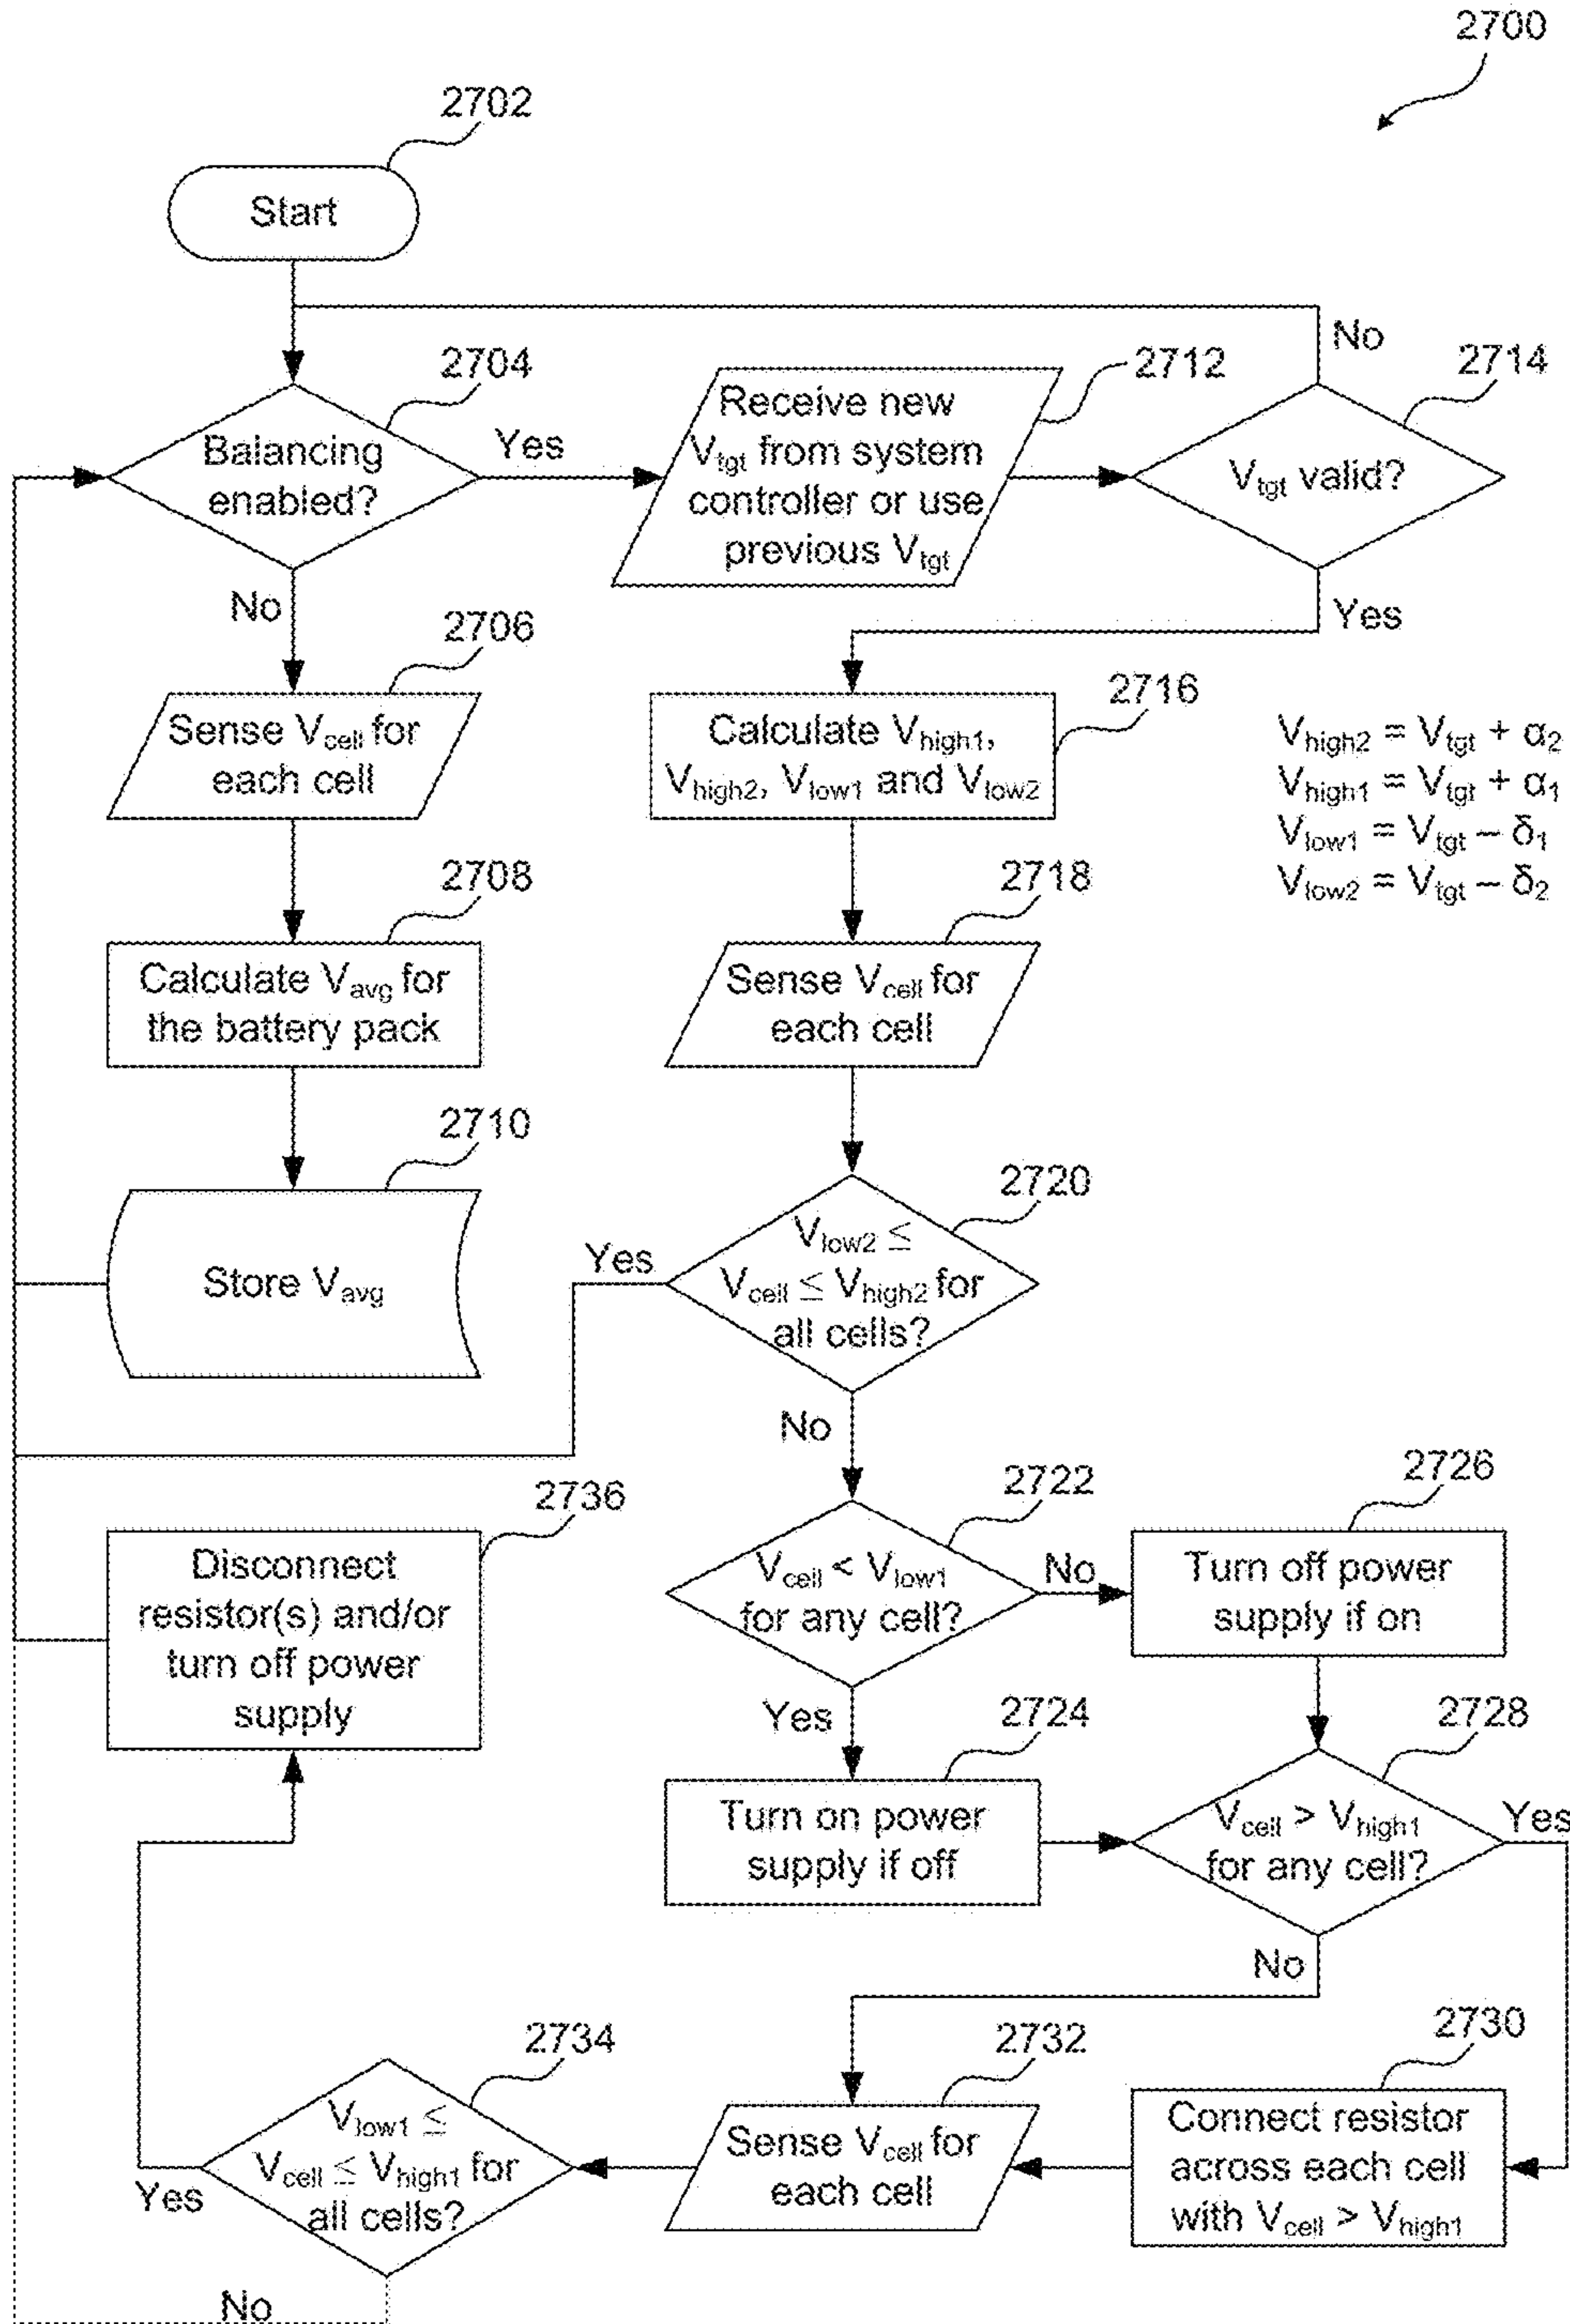 2700
2702
Start
No
2704
2712
2714
Balancing
enabled?
Yes
Receive new
V_tgt from system
controller or use
previous V_tgt
V_tgt valid?
No
Yes
2706
Sense V_cell for
each cell
2716
Calculate V_high1,
V_high2, V_low1 and V_low2
V_high2 = V_tgt + α_2
V_high1 = V_tgt + α_1
V_low1 = V_tgt – δ_1
V_low2 = V_tgt – δ_2
2708
Calculate V_avg for
the battery pack
2718
Sense V_cell for
each cell
2710
Store V_avg
2720
V_low2 ≤
V_cell ≤ V_high2 for
all cells?
Yes
No
2736
Disconnect
resistor(s) and/or
turn off power
supply
2722
V_cell < V_low1
for any cell?
No
2726
Turn off power
supply if on
Yes
2724
Turn on power
supply if off
2728
V_cell > V_high1
for any cell?
Yes
No
2734
V_low1 ≤
V_cell ≤ V_high1 for
all cells?
Yes
No
2732
Sense V_cell for
each cell
2730
Connect resistor
across each cell
with V_cell > V_high1